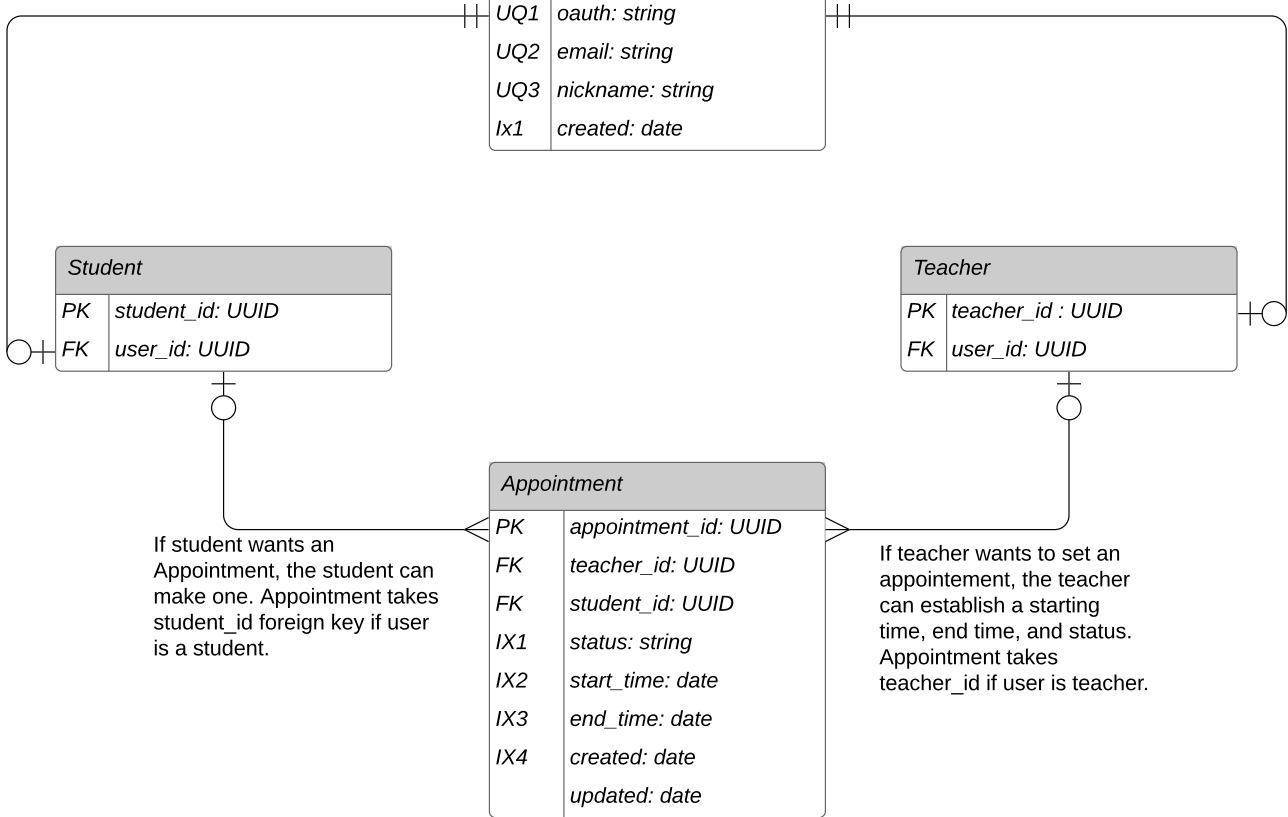 UQ1 oauth: string
UQ2 email: string
UQ3 nickname: string
Ix1 created: date
Student
PK student_id: UUID
FK user_id: UUID
Teacher
PK teacher_id : UUID
FK user_id: UUID
Appointment
PK appointment_id: UUID
FK teacher_id: UUID
FK student_id: UUID
IX1 status: string
IX2 start_time: date
IX3 end_time: date
IX4 created: date
updated: date
If student wants an
Appointment, the student can
make one. Appointment takes
student_id foreign key if user
is a student.
If teacher wants to set an
appointement, the teacher
can establish a starting
time, end time, and status.
Appointment takes
teacher_id if user is teacher.